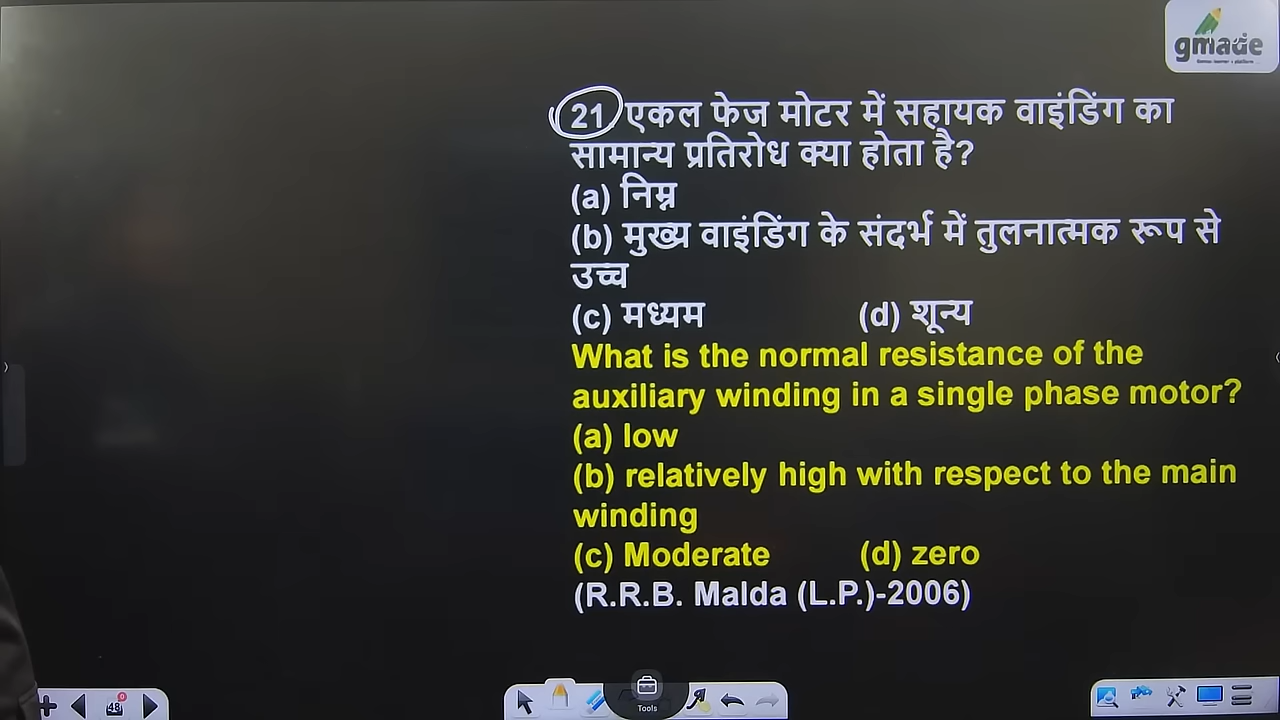 gmade
21 एकल फेज मोटर में सहायक वाइंडिंग का
सामान्य प्रतिरोध क्या होता है?
(a) निम्न
(b) मुख्य वाइंडिंग के संदर्भ में तुलनात्मक रूप से
उच्च
(c) मध्यम (d) शून्य
What is the normal resistance of the
auxiliary winding in a single phase motor?
(a) low
(b) relatively high with respect to the main
winding
(c) Moderate (d) zero
(R.R.B. Malda (L.P.)-2006)
48
Tools